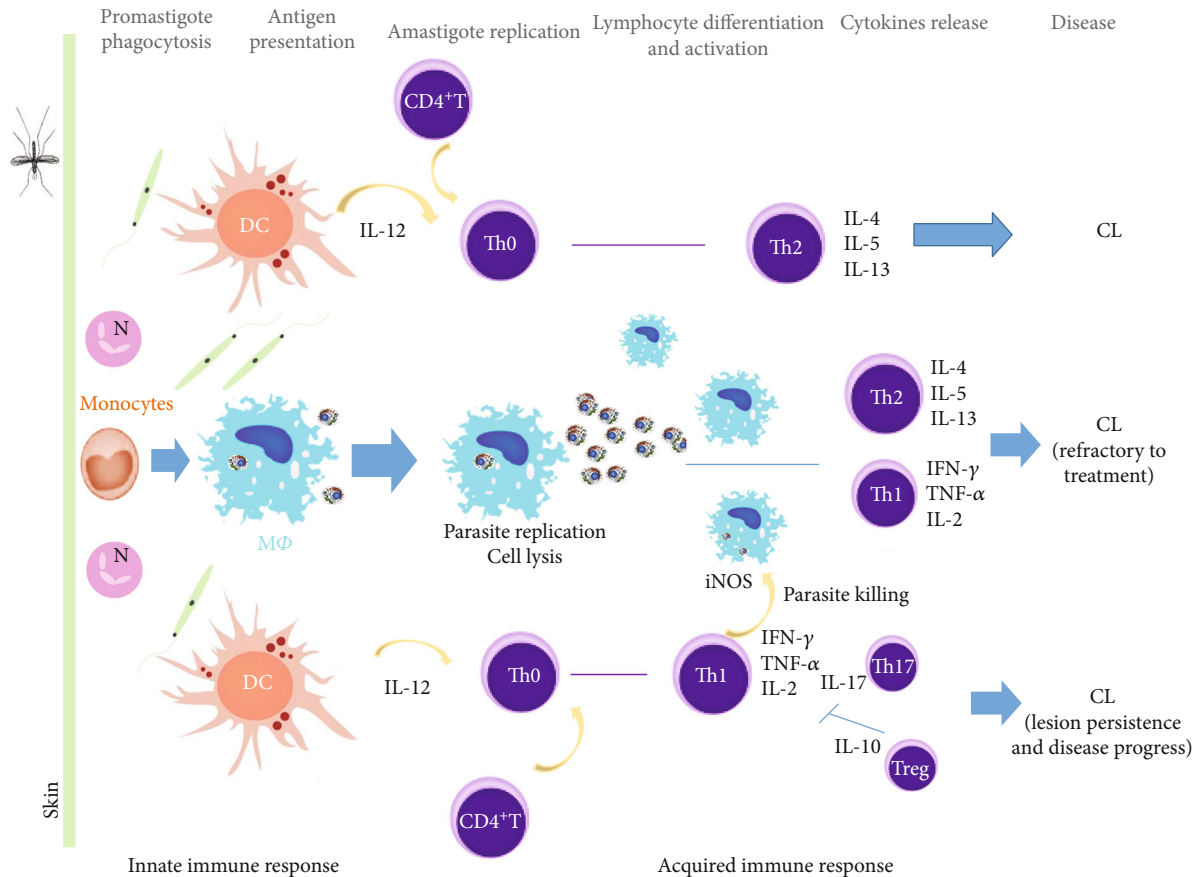 Promastigote
phagocytosis
Antigen
presentation
Amastigote replication
Lymphocyte differentiation
and activation
Cytokines release
Disease
CD4⁺T
DC
IL-12
Th0
Th2
IL-4
IL-5
IL-13
CL
N
Monocytes
MΦ
Parasite replication
Cell lysis
Th2
IL-4
IL-5
IL-13
Th1
IFN-γ
TNF-α
IL-2
CL
(refractory to
treatment)
N
iNOS
Parasite killing
DC
IL-12
Th0
CD4⁺T
Th1
IFN-γ
TNF-α
IL-2
IL-17
Th17
IL-10
Treg
CL
(lesion persistence
and disease progress)
Skin
Innate immune response
Acquired immune response